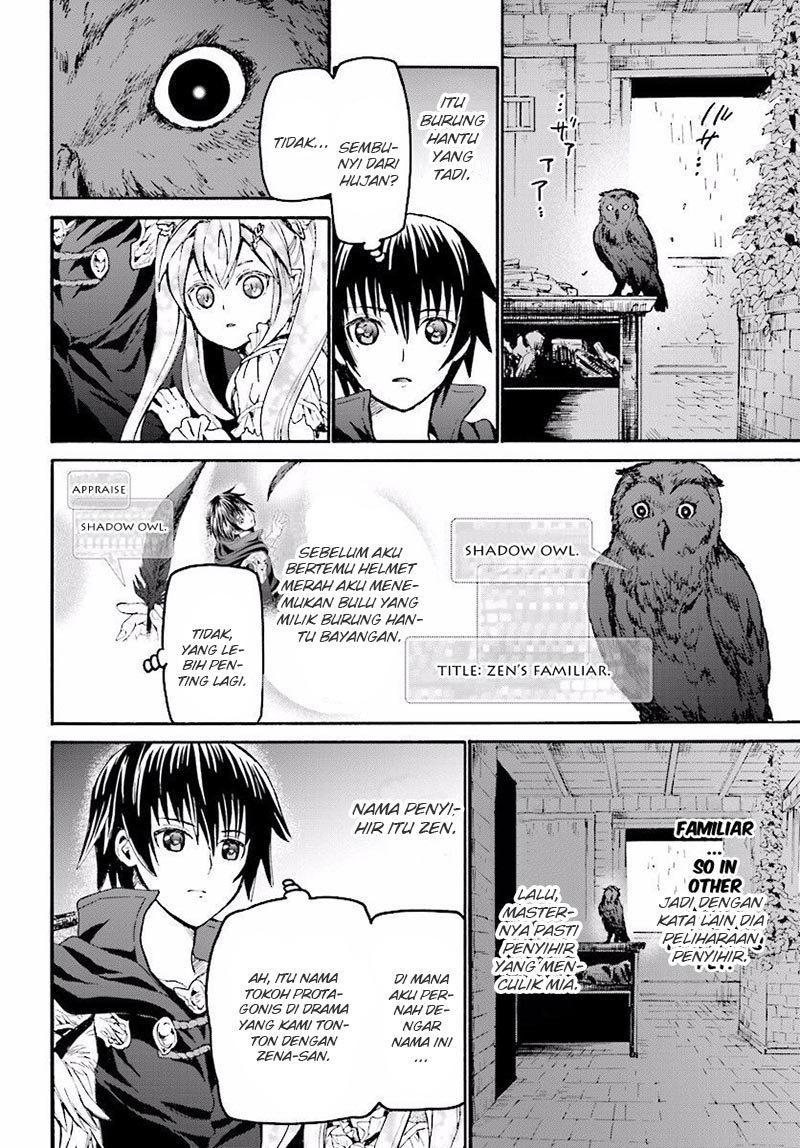 ザアアア…
ITU
BURUNG
HANTU
YANG
TADI.
SEMBU-
NYI DARI
HUJAN?
TIDAK...
SHADOW OWL.
TITLE: ZEN'S FAMILIAR.
SEBELUM AKU
BERTEMU HELMET
MERAH AKU MENE-
MUKAN BULU YANG
MILIK BURUNG HAN-
TU BAYANGAN.
APPRAISE
SHADOW OWL.
TIDAK,
YANG LE-
BIH PEN-
TING LAGI.
FAMILIAR
...
SO IN
OTHER
JADI DENGAN
KATA LAIN DIA
PELIHARAAN
PENYIHIR.
LALU,
MASTER-
NYA PASTI
PENYIHIR
YANG MEN-
CULIK MIA.
NAMA PENYI-
HIR ITU ZEN.
DI MANA
AKU PER-
NAH DE-
NGAR
NAMA INI
...
AH, ITU NAMA
TOKOH PROTA-
GONIS DI DRAMA
YANG KAMI TON-
TON DENGAN
ZENA-SAN.